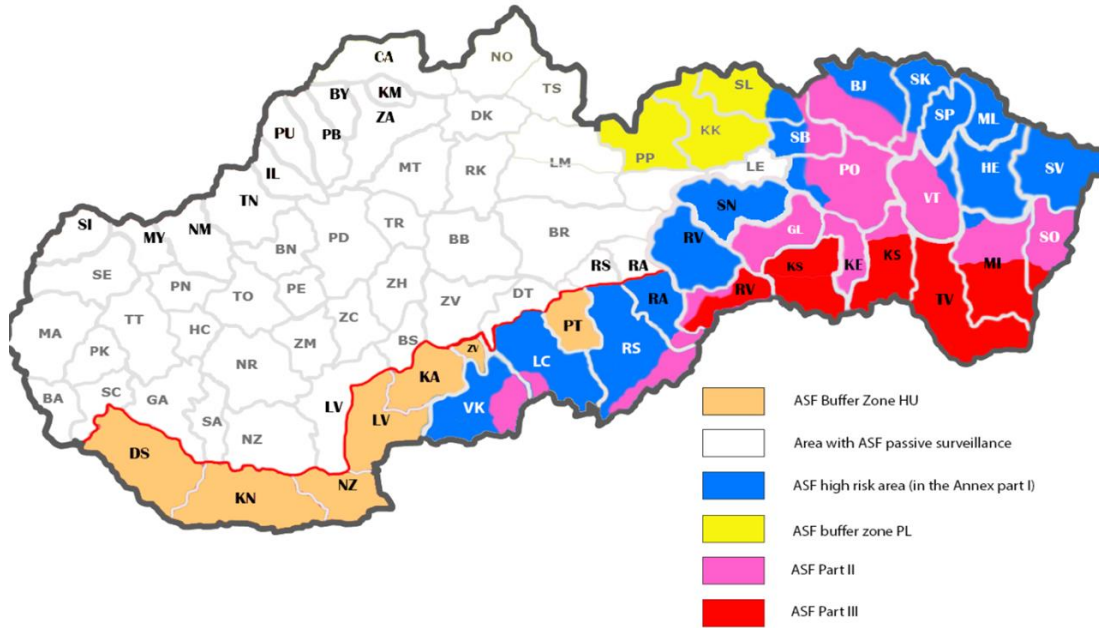 NO
CA
TS
SL
BJ
SK
BY
KM
SP
ML
DK
ZA
PU
PB
KK
SB
PP
LM
LE
MT
RK
PO
HE
SV
IL
VT
TN
SN
SI
MY
NM
TR
PD
BB
BR
GL
RV
SO
BN
SE
RS
RA
KE
KS
MI
KS
PN
TO
PE
ZH
ZV
DT
RA
RV
TV
MA
TT
HC
ZC
PT
RS
PK
ZM
BS
ZV
LC
NR
KA
BA
SC
GA
LV
LV
VK
SA
NZ
DS
KN
NZ
ASF Buffer Zone HU
Area with ASF passive surveillance
ASF high risk area (in the Annex part I)
ASF buffer zone PL
ASF Part II
ASF Part III